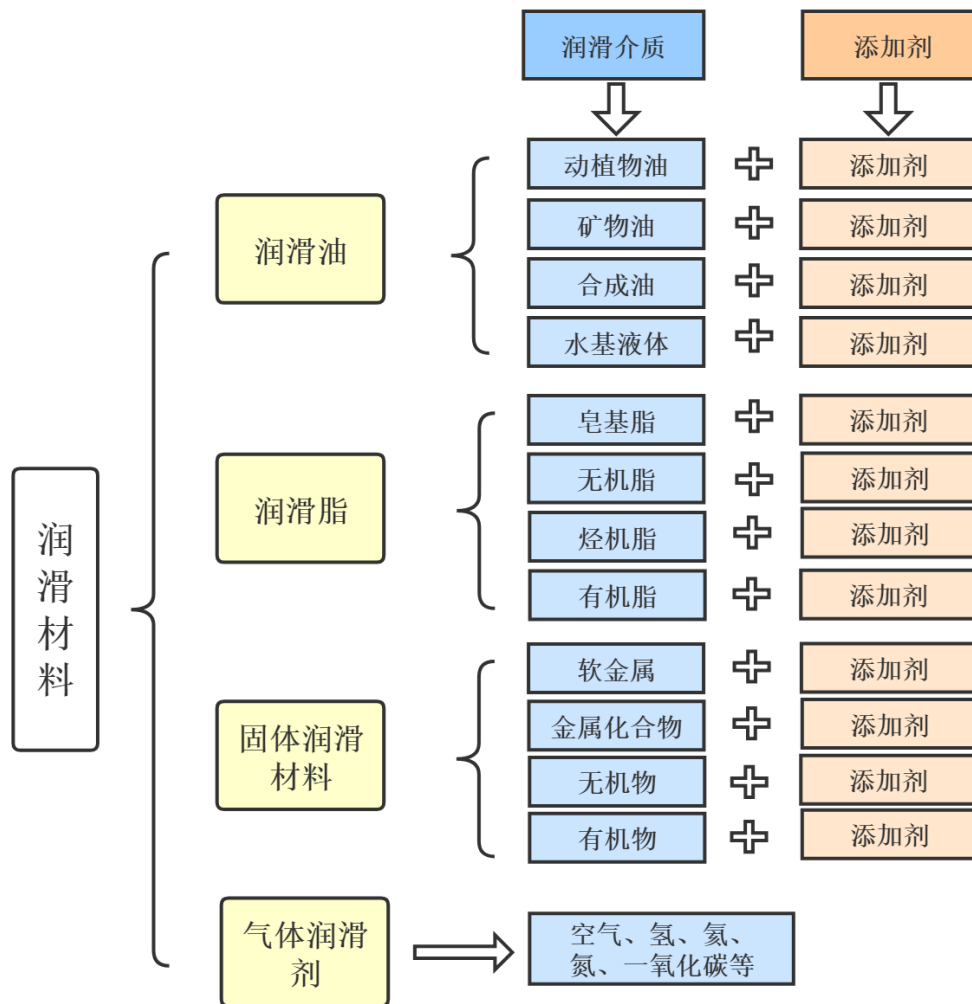 润滑介质
添加剂
动植物油
添加剂
矿物油
添加剂
润滑油
合成油
添加剂
水基液体
添加剂
皂基脂
添加剂
无机脂
添加剂
润滑脂
烃机脂
添加剂
有机脂
添加剂
润
滑
材
料
软金属
添加剂
金属化合物
添加剂
固体润滑
材料
无机物
添加剂
有机物
添加剂
气体润滑
剂
空气、氢、氦、
氮、一氧化碳等